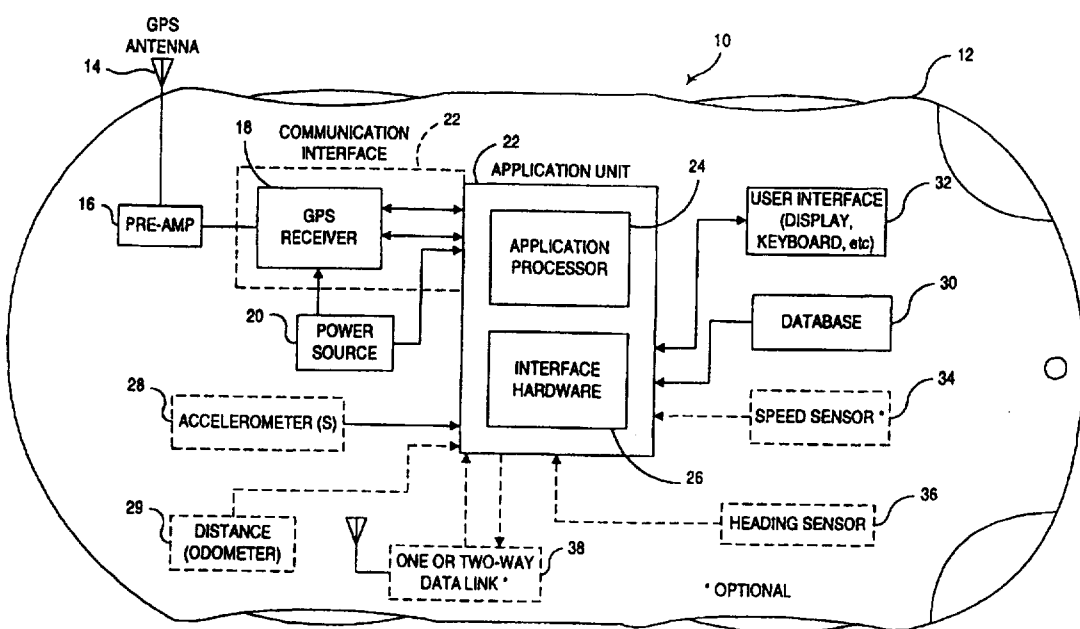 GPS
ANTENNA
14
10
12
18
COMMUNICATION
INTERFACE
22
22
APPLICATION UNIT
24
32
16
PRE-AMP
GPS
RECEIVER
APPLICATION
PROCESSOR
USER INTERFACE
(DISPLAY,
KEYBOARD, etc)
20
POWER
SOURCE
30
DATABASE
INTERFACE
HARDWARE
28
ACCELEROMETER (S)
34
SPEED SENSOR *
26
29
DISTANCE
(ODOMETER)
36
HEADING SENSOR
ONE OR TWO-WAY
DATA LINK *
38
* OPTIONAL